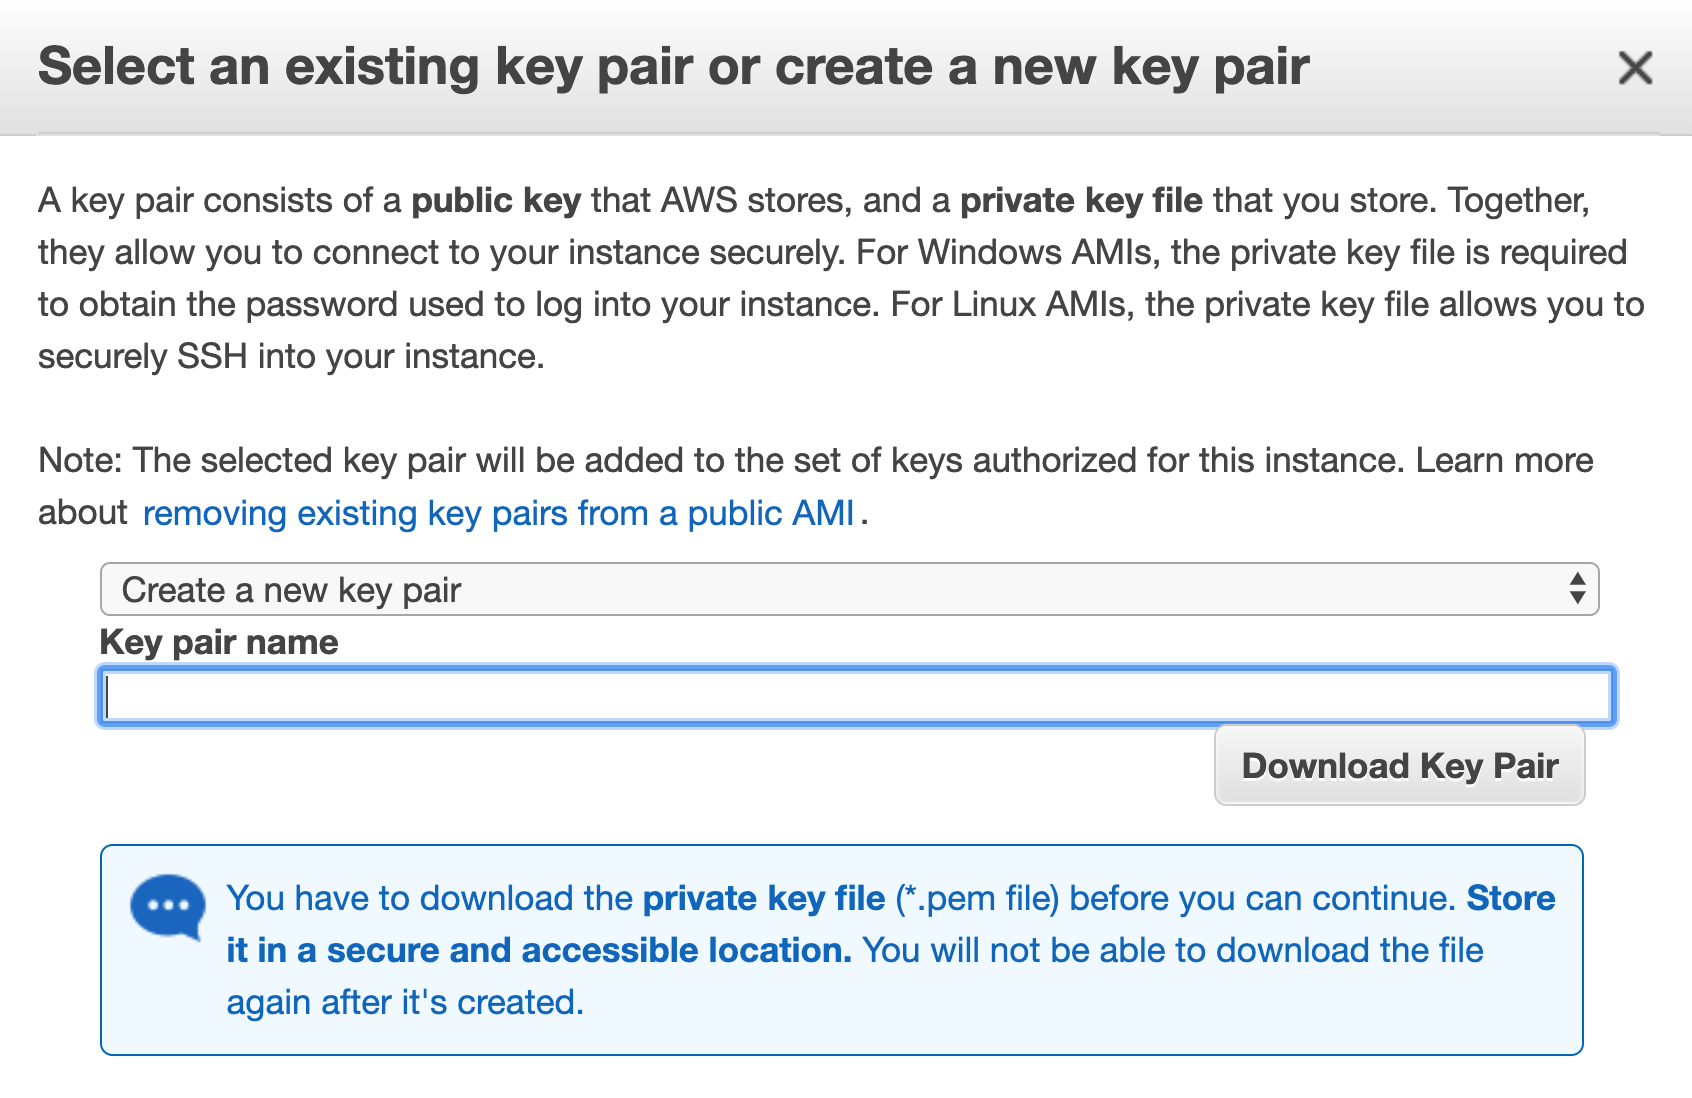 Select an existing key pair or create a new key pair
A key pair consists of a public key that AWS stores, and a private key file that you store. Together,
they allow you to connect to your instance securely. For Windows AMIs, the private key file is required
to obtain the password used to log into your instance. For Linux AMIs, the private key file allows you to
securely SSH into your instance.
Note: The selected key pair will be added to the set of keys authorized for this instance. Learn more
about removing existing key pairs from a public AMI .
Create a new key pair
Key pair name
Download Key Pair
You have to download the private key file (*.pem file) before you can continue. Store
it in a secure and accessible location. You will not be able to download the file
again after it's created.